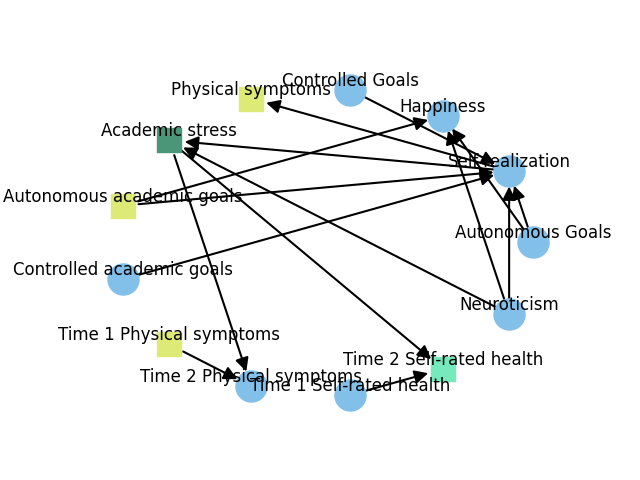 Controlled Goals
Physical symptoms
Happiness
Academic stress
Self-realization
Autonomous academic goals
Autonomous Goals
Controlled academic goals
Neuroticism
Time 1 Physical symptoms
Time 2 Self-rated health
Time 2 Physical symptoms
Time 1 Self-rated health